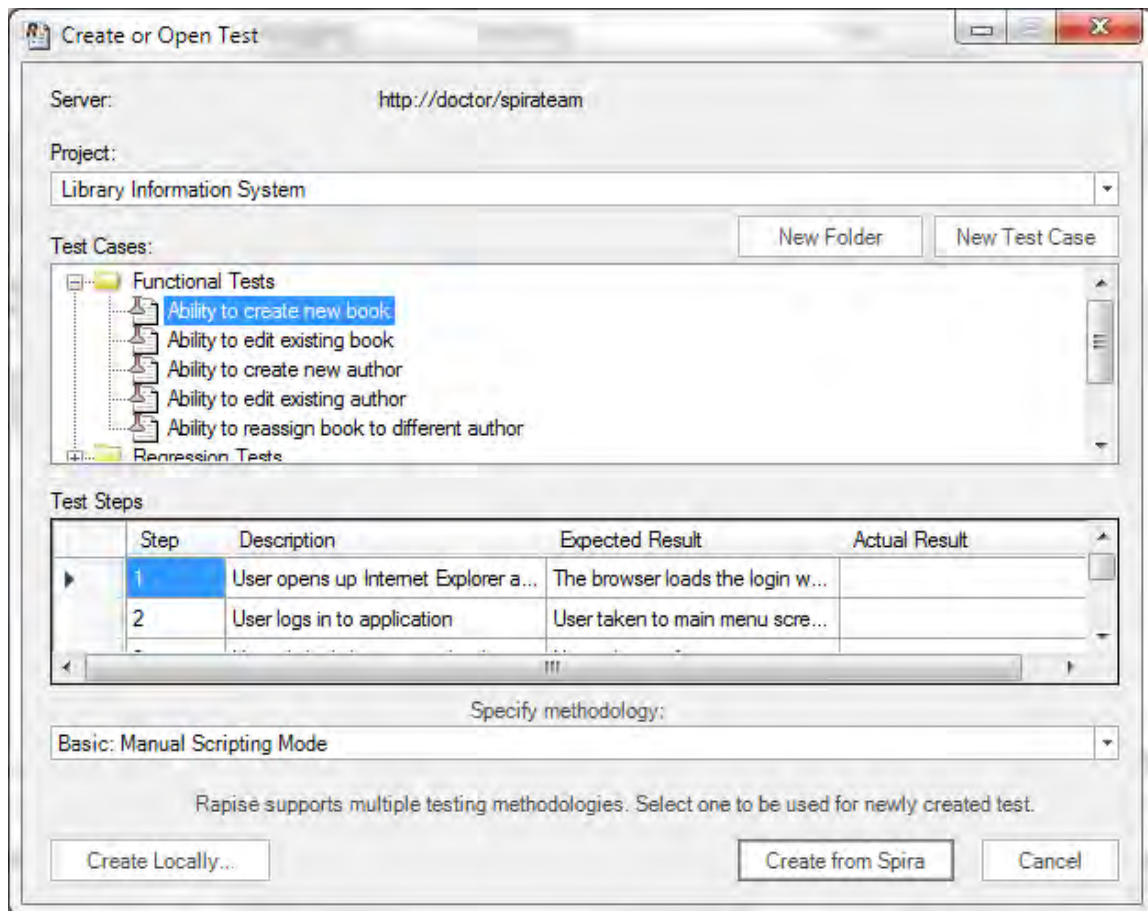 Create or Open Test
Server: http://doctor/spirateam
Project:
Library Information System
New Folder New Test Case
Test Cases:
Functional Tests
Ability to create new book
Ability to edit existing book
Ability to create new author
Ability to edit existing author
Ability to reassign book to different author
Regression Tests
Test Steps
Step Description Expected Result Actual Result
1 User opens up Internet Explorer a... The browser loads the login w...
2 User logs in to application User taken to main menu scre...
Specify methodology:
Basic: Manual Scripting Mode
Rapise supports multiple testing methodologies. Select one to be used for newly created test.
Create Locally... Create from Spira Cancel